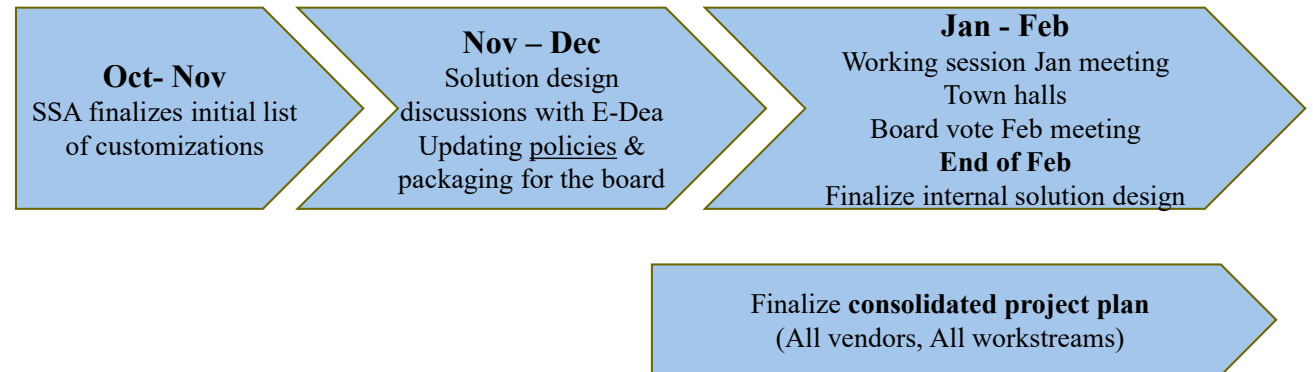 Oct- Nov
SSA finalizes initial list
of customizations
Nov – Dec
Solution design
discussions with E-Dea
Updating policies &
packaging for the board
Jan - Feb
Working session Jan meeting
Town halls
Board vote Feb meeting
End of Feb
Finalize internal solution design
Finalize consolidated project plan
(All vendors, All workstreams)